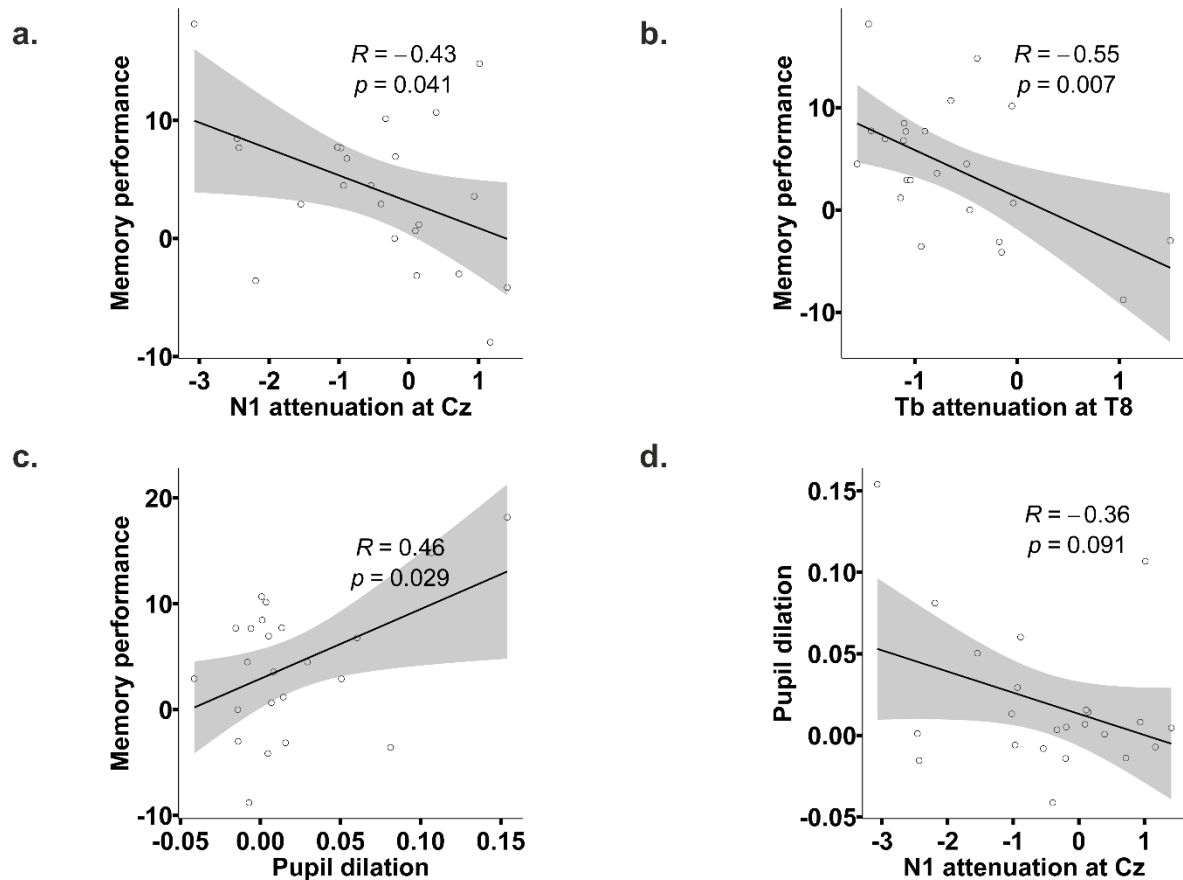 a.
R = −0.43
p = 0.041
Memory performance
10
0
-10
-3 -2 -1 0 1
N1 attenuation at Cz
b.
R = −0.55
p = 0.007
Memory performance
10
0
-10
-1 0 1
Tb attenuation at T8
c.
R = 0.46
p = 0.029
Memory performance
20
10
0
-10
-0.05 0.00 0.05 0.10 0.15
Pupil dilation
d.
R = −0.36
p = 0.091
Pupil dilation
0.15
0.10
0.05
0.00
-0.05
-3 -2 -1 0 1
N1 attenuation at Cz